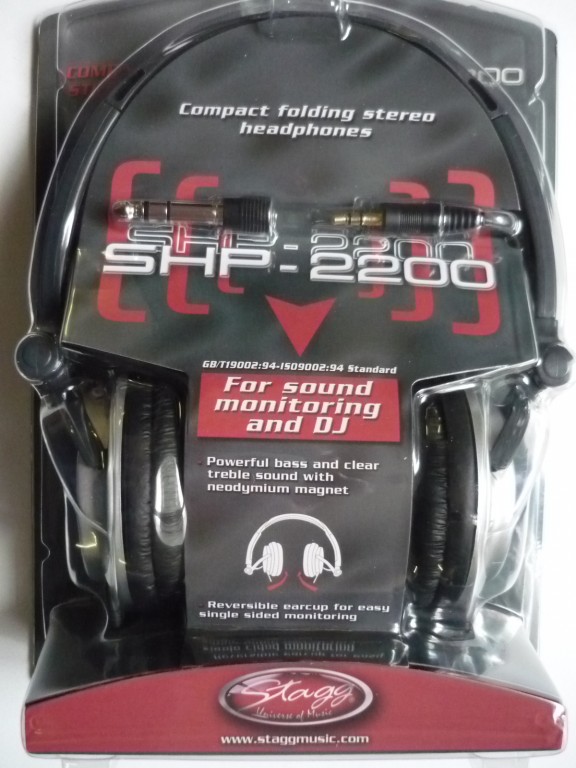 Compact folding stereo
headphones
SHP - 2200
SHP - 2200
GB/T19002:94-ISO9002:94 Standard
For sound
monitoring
and DJ
Powerful bass and clear
treble sound with
neodymium magnet
Reversible earcup for easy
single sided monitoring
Stagg
Universe of Music
www.staggmusic.com